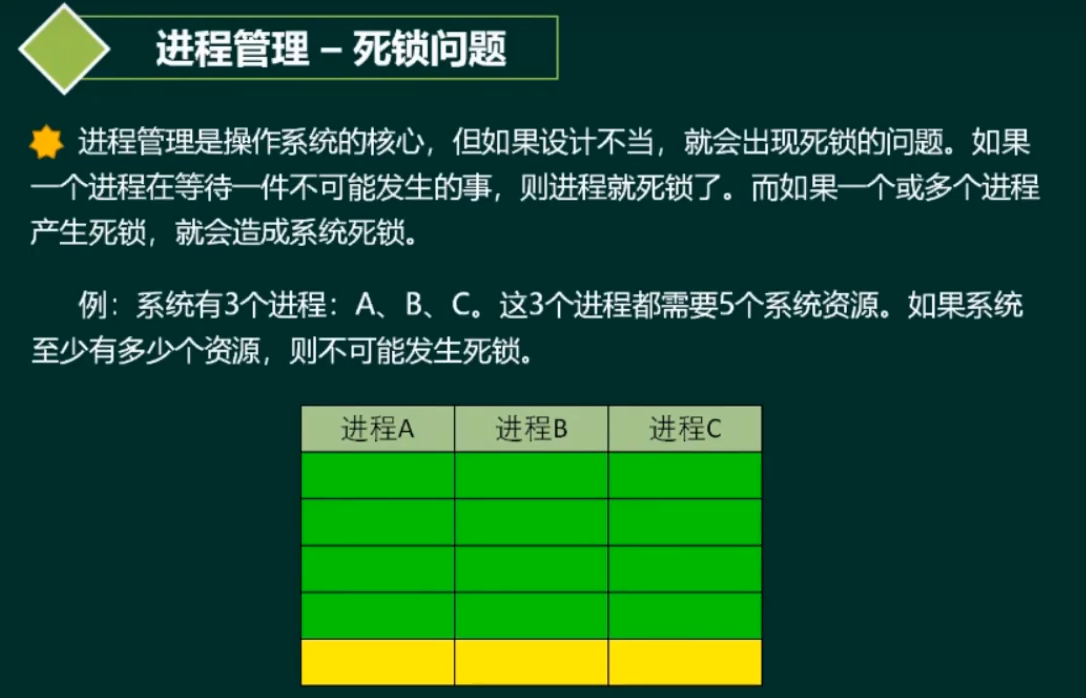 进程管理 – 死锁问题
进程管理是操作系统的核心，但如果设计不当，就会出现死锁的问题。如果
一个进程在等待一件不可能发生的事，则进程就死锁了。而如果一个或多个进程
产生死锁，就会造成系统死锁。
例：系统有3个进程：A、B、C。这3个进程都需要5个系统资源。如果系统
至少有多少个资源，则不可能发生死锁。
进程A 进程B 进程C